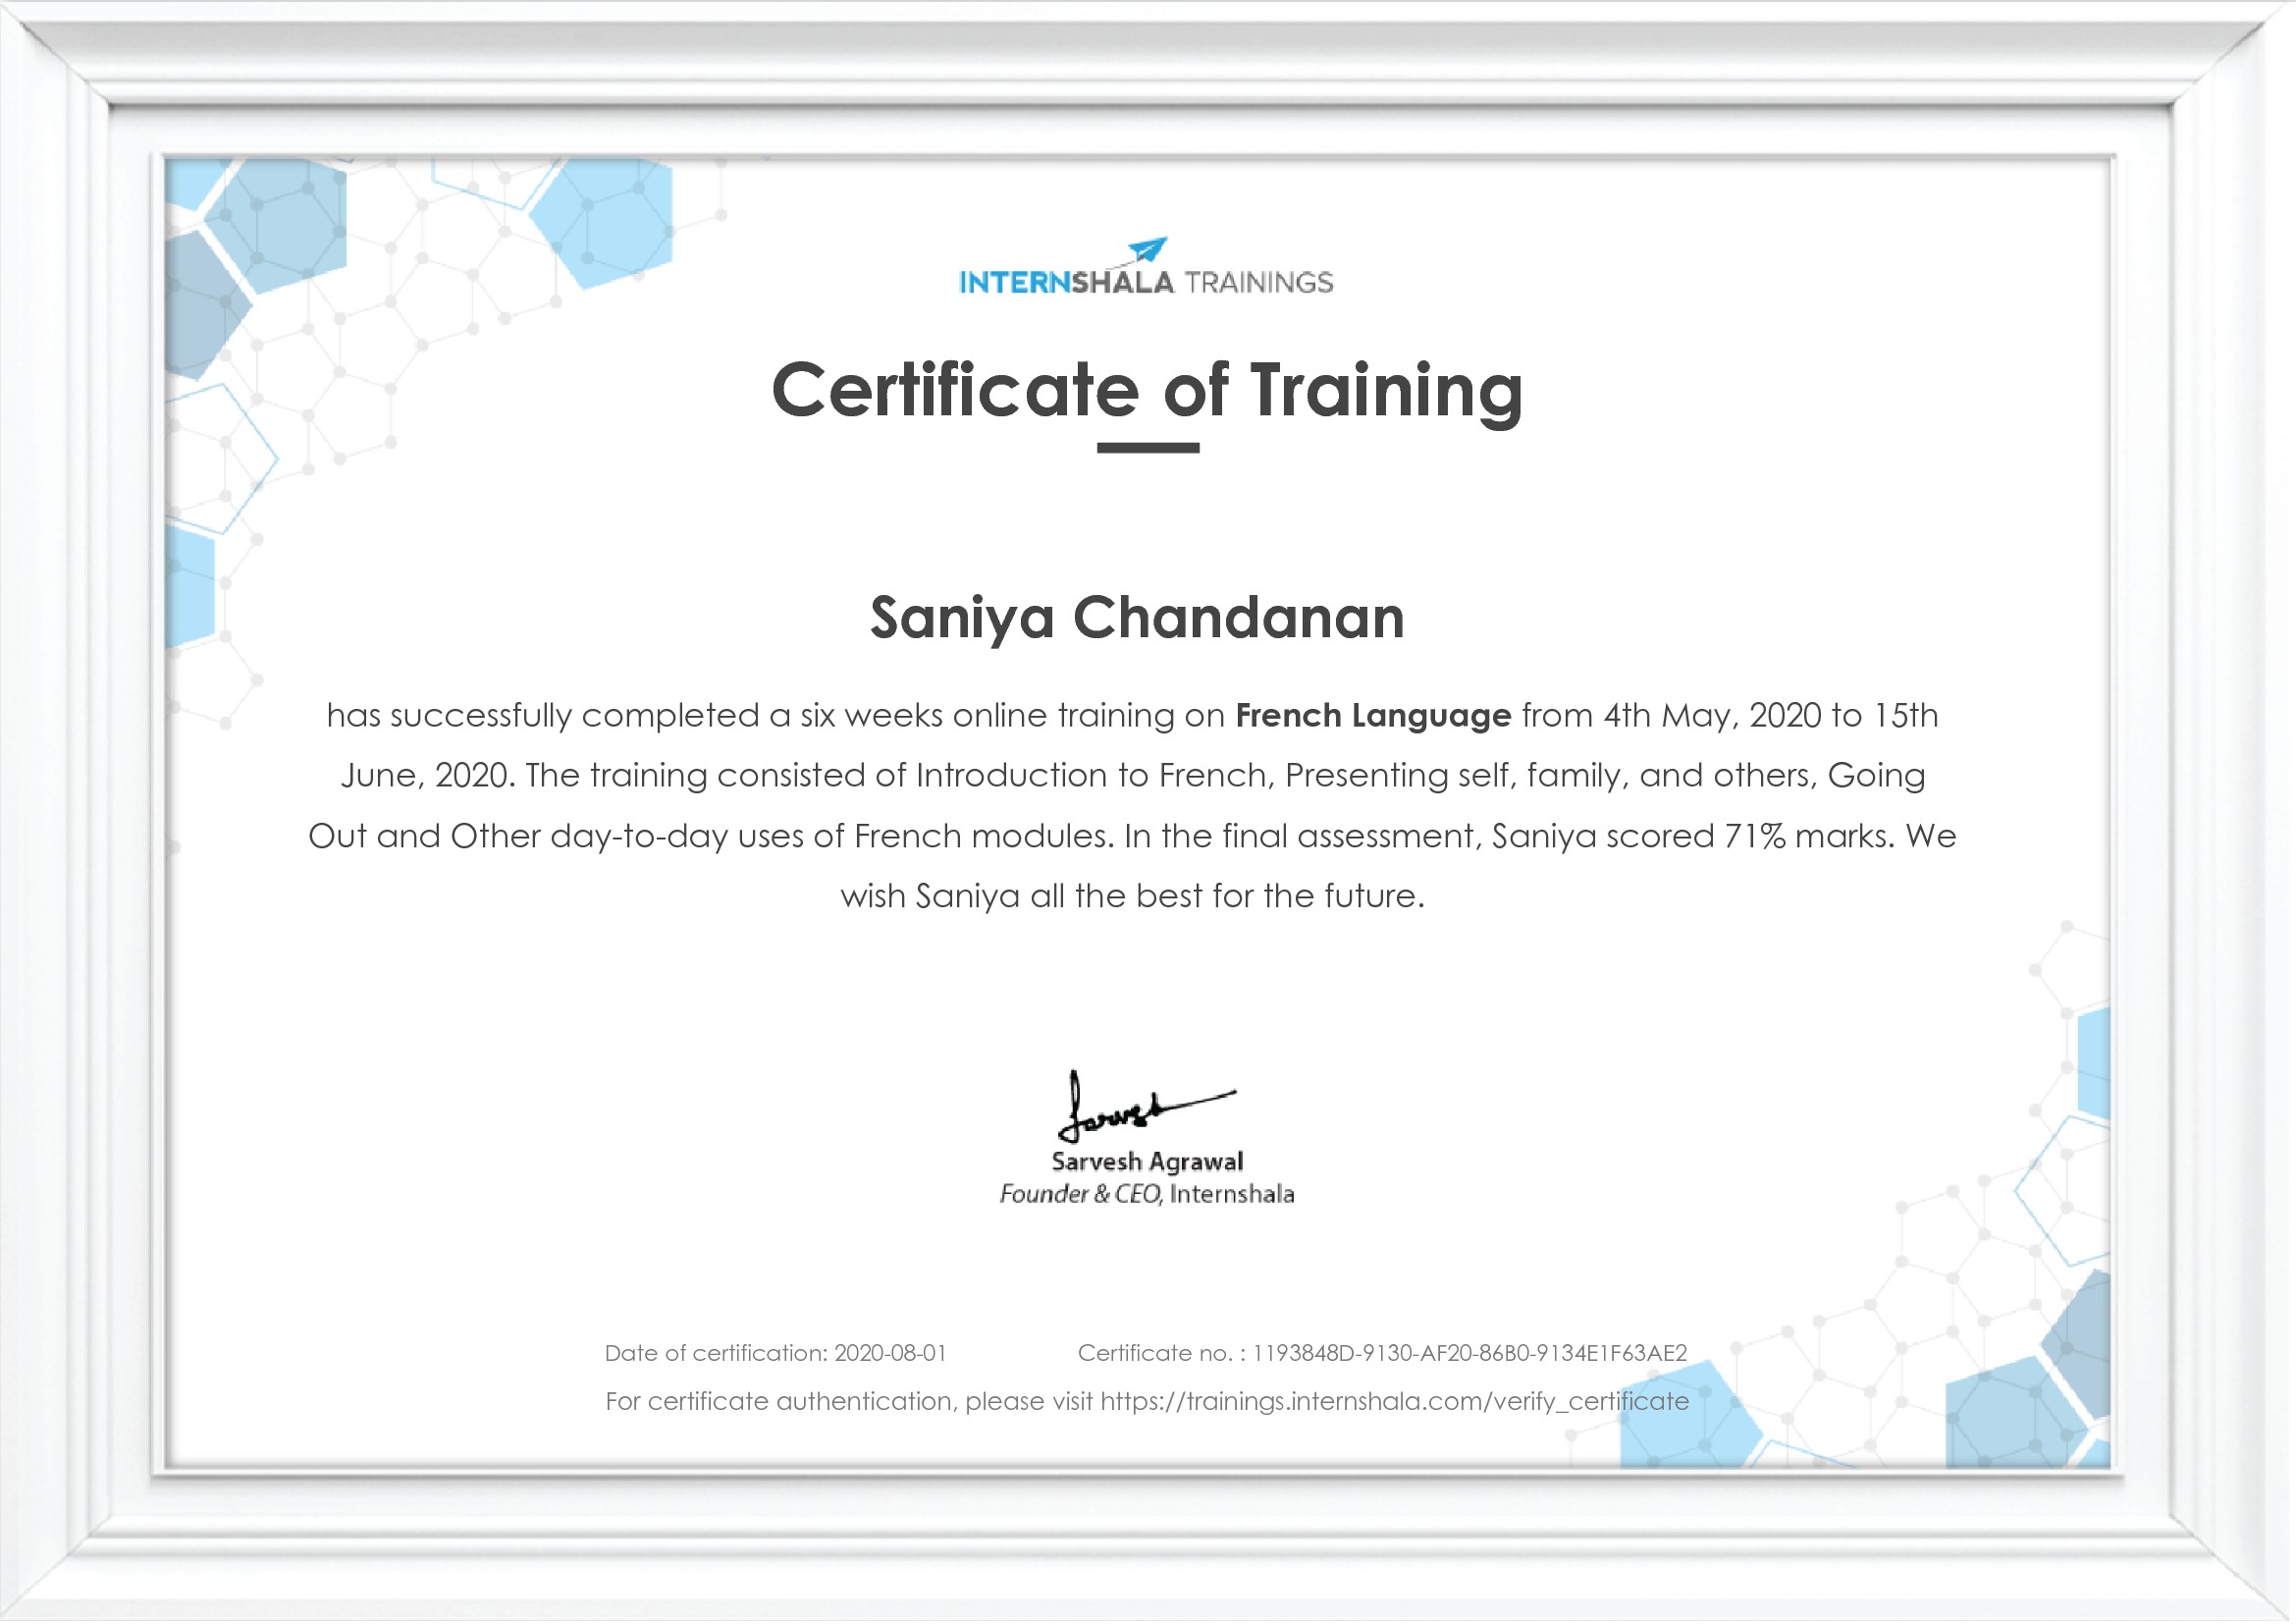 INTERNSHALA TRAININGS
Certificate of Training
Saniya Chandanan
has successfully completed a six weeks online training on French Language from 4th May, 2020 to 15th
June, 2020. The training consisted of Introduction to French, Presenting self, family, and others, Going
Out and Other day-to-day uses of French modules. In the final assessment, Saniya scored 71% marks. We
wish Saniya all the best for the future.
Sarvesh
Sarvesh Agrawal
Founder & CEO, Internshala
Date of certification: 2020-08-01 Certificate no. : 1193848D-9130-AF20-86B0-9134E1F63AE2
For certificate authentication, please visit https://trainings.internshala.com/verify_certificate